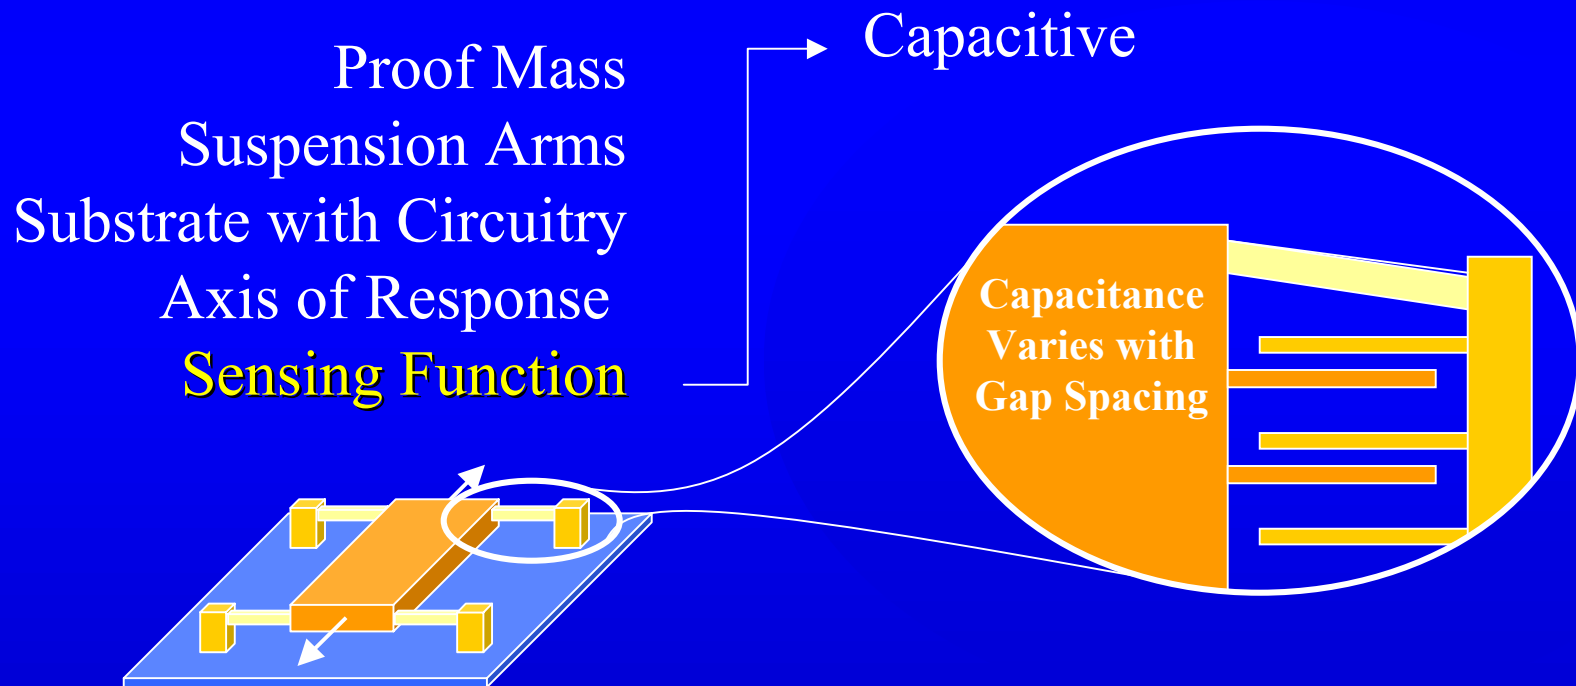 Proof Mass
Suspension Arms
Substrate with Circuitry
Axis of Response
Sensing Function
Capacitive
Capacitance
Varies with
Gap Spacing